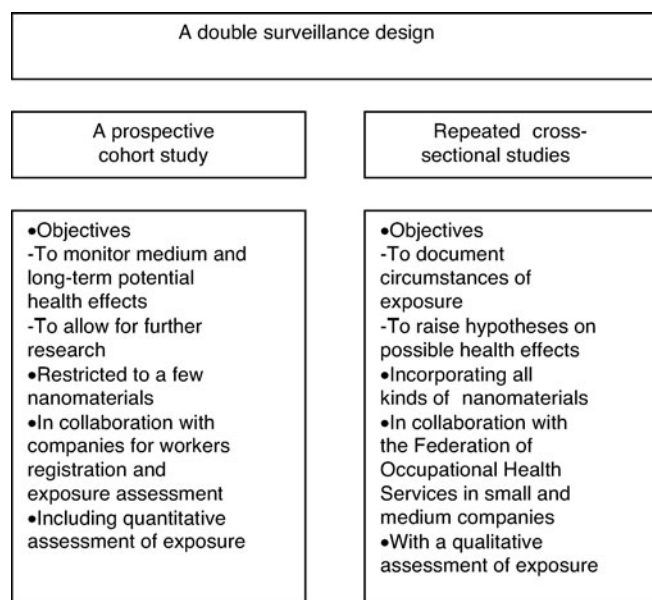 A double surveillance design
A prospective
cohort study
Repeated cross-
sectional studies
•Objectives
-To monitor medium and
long-term potential
health effects
-To allow for further
research
•Restricted to a few
nanomaterials
•In collaboration with
companies for workers
registration and
exposure assessment
•Including quantitative
assessment of exposure
•Objectives
-To document
circumstances of
exposure
-To raise hypotheses on
possible health effects
•Incorporating all
kinds of nanomaterials
•In collaboration with
the Federation of
Occupational Health
Services in small and
medium companies
•With a qualitative
assessment of exposure